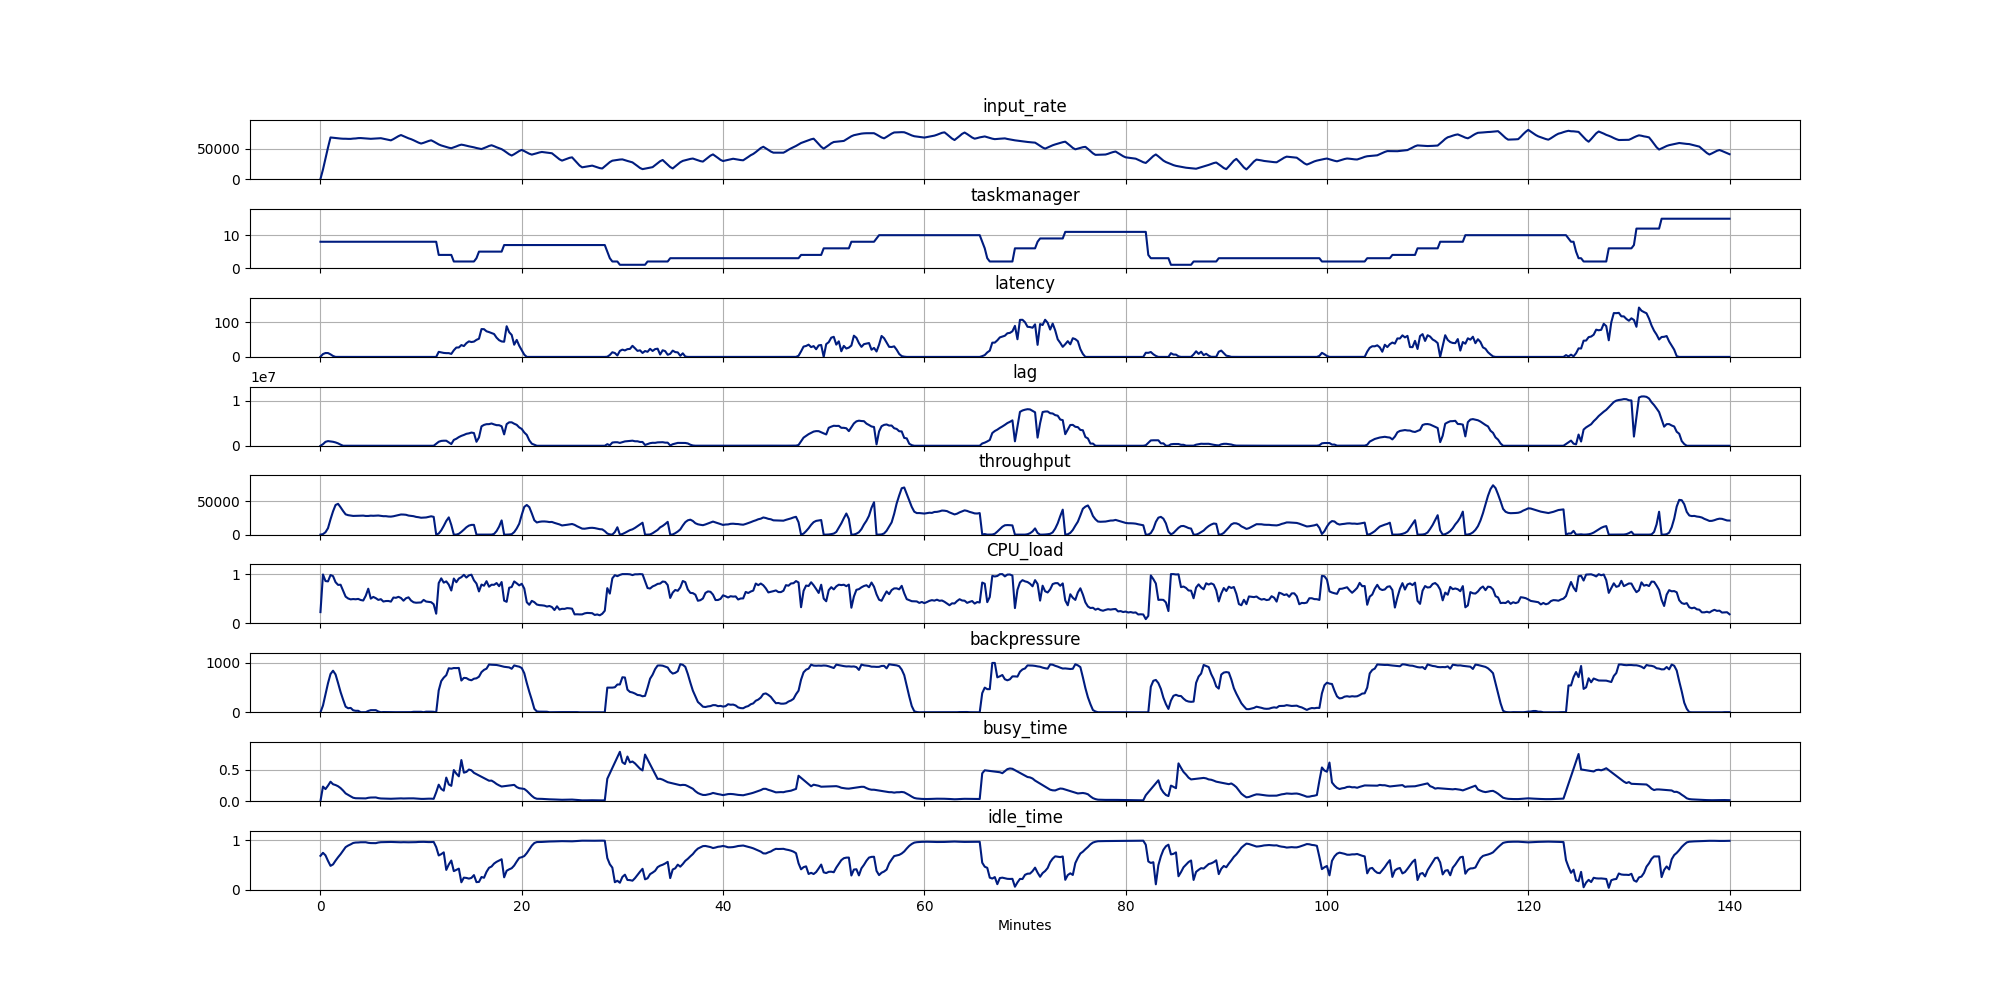 input_rate
50000
0
taskmanager
10
0
latency
100
0
1e7
lag
1
0
throughput
50000
0
CPU_load
1
0
backpressure
1000
0
busy_time
0.5
0.0
idle_time
1
0
0 20 40 60 80 100 120 140
Minutes